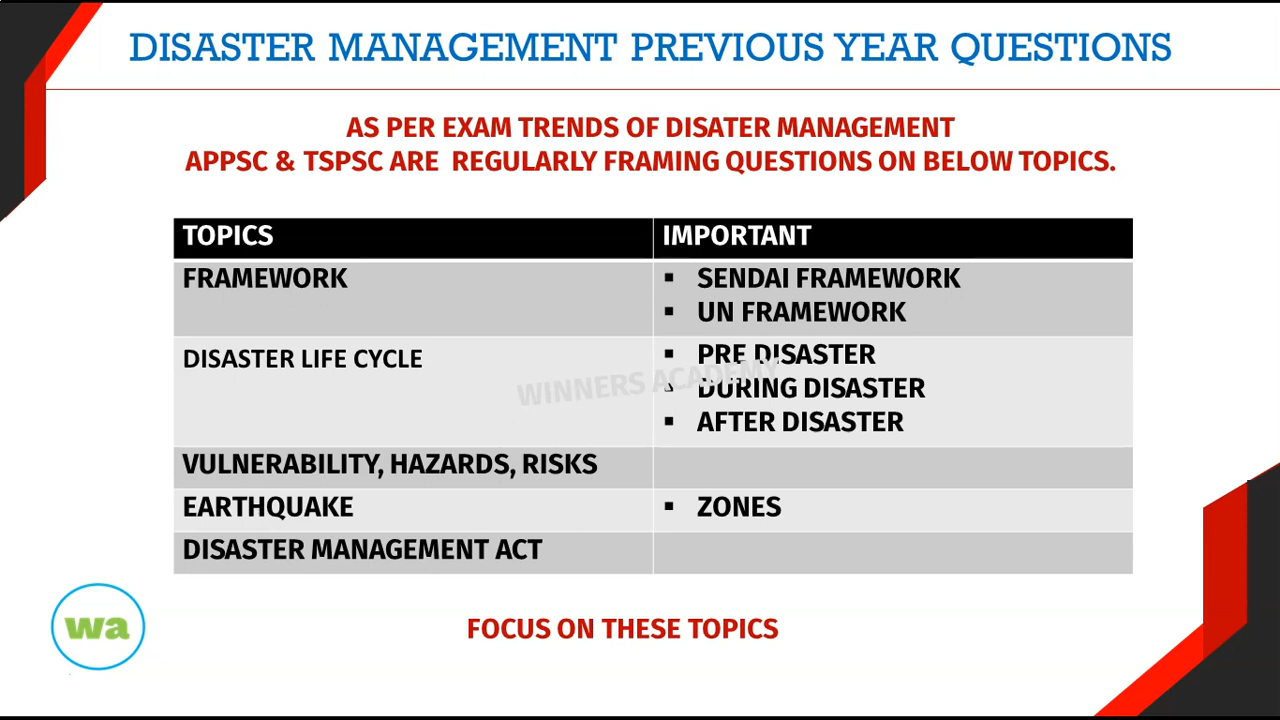 DISASTER MANAGEMENT PREVIOUS YEAR QUESTIONS
AS PER EXAM TRENDS OF DISATER MANAGEMENT
APPSC & TSPSC ARE REGULARLY FRAMING QUESTIONS ON BELOW TOPICS.
TOPICS IMPORTANT
FRAMEWORK
▪ SENDAI FRAMEWORK
▪ UN FRAMEWORK
DISASTER LIFE CYCLE
▪ PRE DISASTER
▪ DURING DISASTER
▪ AFTER DISASTER
WINNERS ACADEMY
VULNERABILITY, HAZARDS, RISKS
EARTHQUAKE ▪ ZONES
DISASTER MANAGEMENT ACT
wa
FOCUS ON THESE TOPICS